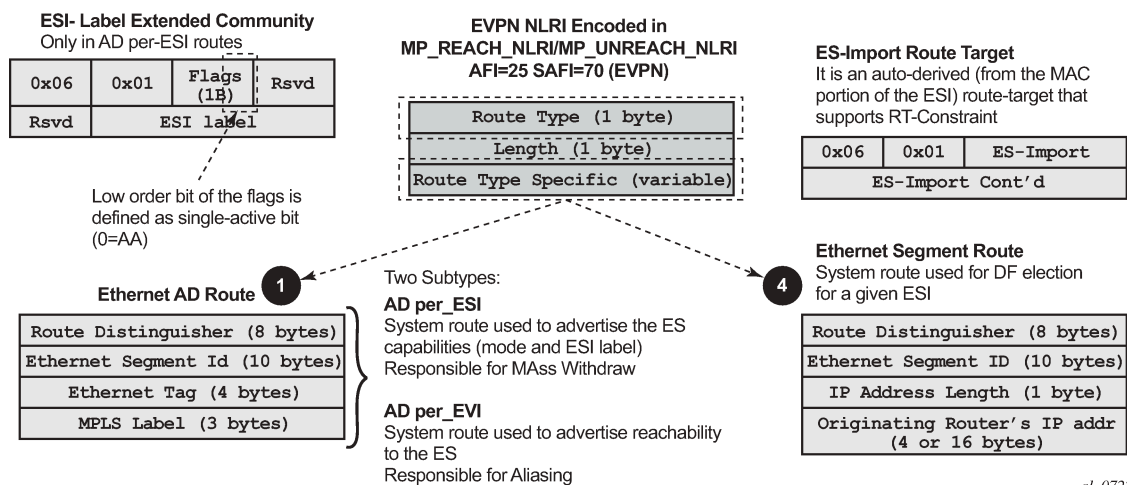 ESI- Label Extended Community
Only in AD per-ESI routes
0x06
0x01
Flags
(1B)
Rsvd
Rsvd
ESI label
Low order bit of the flags is
defined as single-active bit
(0=AA)
EVPN NLRI Encoded in
MP_REACH_NLRI/MP_UNREACH_NLRI
AFI=25 SAFI=70 (EVPN)
Route Type (1 byte)
Length (1 byte)
Route Type Specific (variable)
ES-Import Route Target
It is an auto-derived (from the MAC
portion of the ESI) route-target that
supports RT-Constraint
0x06
0x01
ES-Import
ES-Import Cont'd
Ethernet AD Route
1
Route Distinguisher (8 bytes)
Ethernet Segment Id (10 bytes)
Ethernet Tag (4 bytes)
MPLS Label (3 bytes)
Two Subtypes:
AD per_ESI
System route used to advertise the ES
capabilities (mode and ESI label)
Responsible for MAss Withdraw
AD per_EVI
System route used to advertise reachability
to the ES
Responsible for Aliasing
4
Ethernet Segment Route
System route used for DF election
for a given ESI
Route Distinguisher (8 bytes)
Ethernet Segment ID (10 bytes)
IP Address Length (1 byte)
Originating Router's IP addr
(4 or 16 bytes)